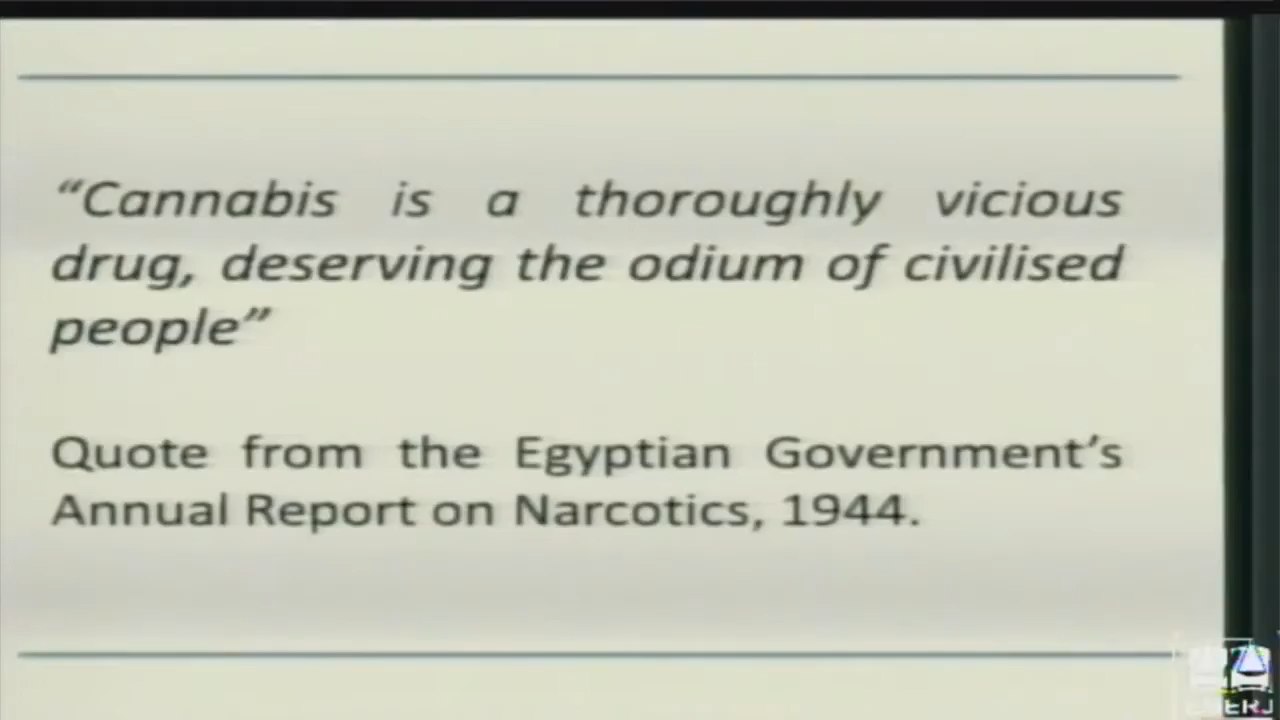 “Cannabis is a thoroughly vicious
drug, deserving the odium of civilised
people”
Quote from the Egyptian Government’s
Annual Report on Narcotics, 1944.